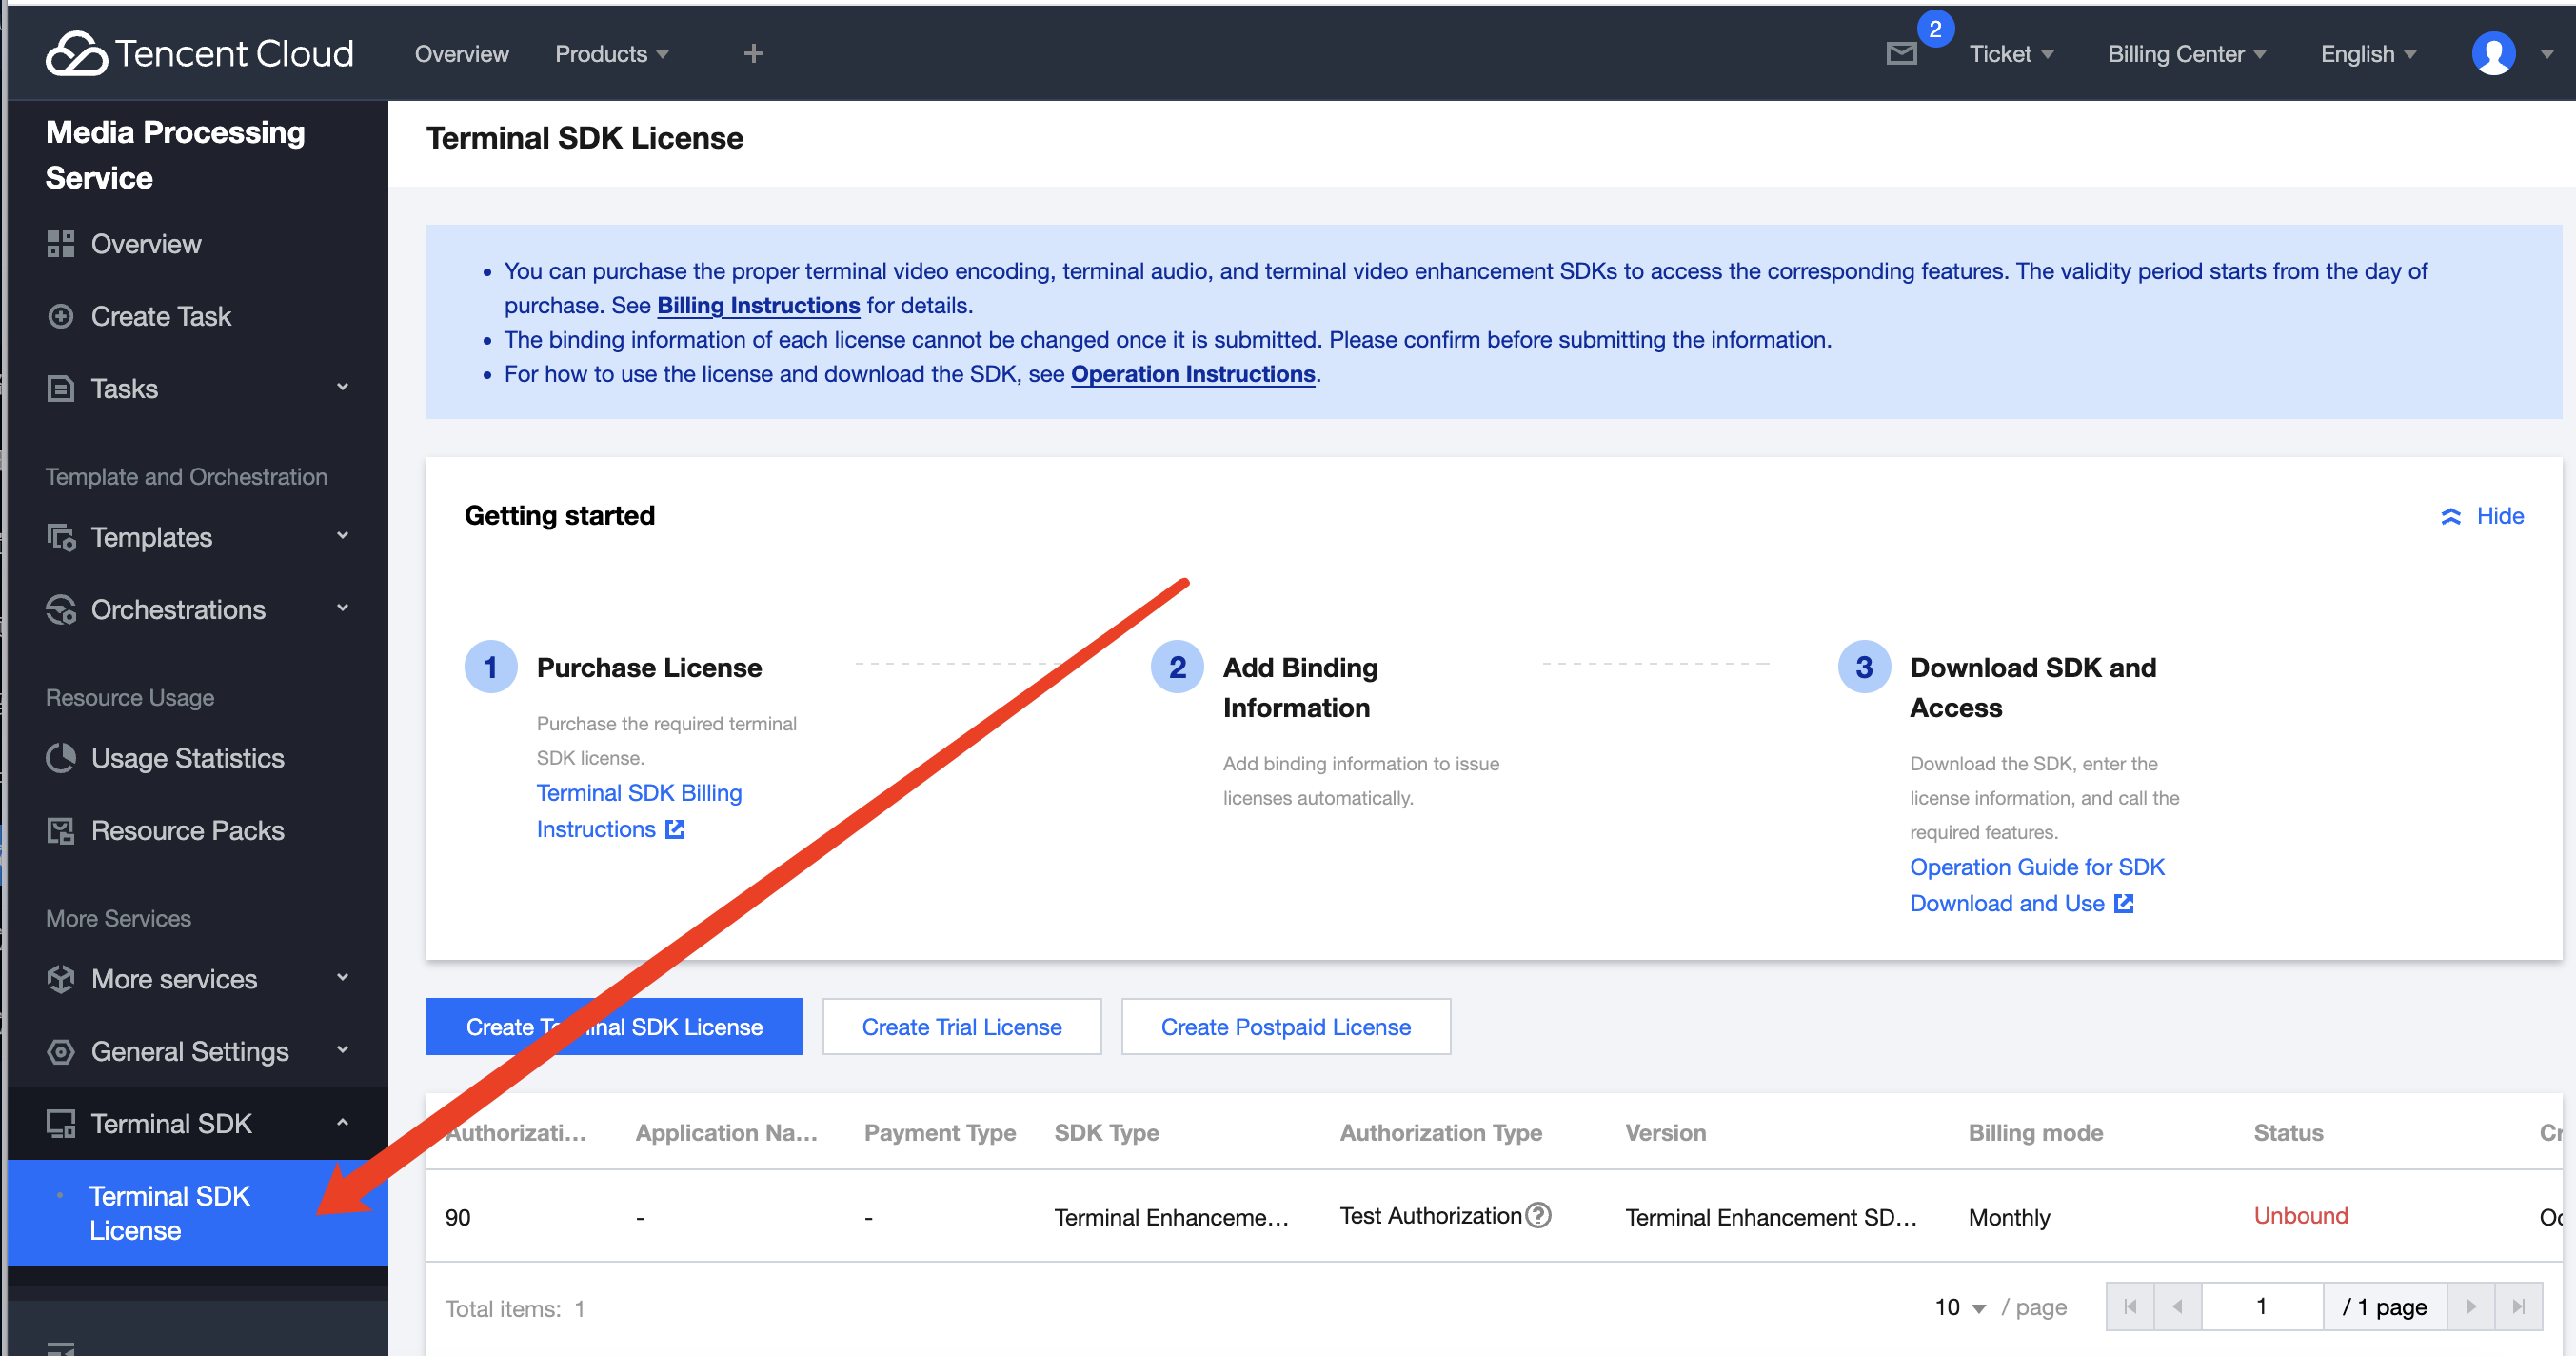 Tencent Cloud
Overview
Products
2
Ticket
Billing Center
English
Media Processing
Service
Overview
Create Task
Tasks
Template and Orchestration
Templates
Orchestrations
Resource Usage
Usage Statistics
Resource Packs
More Services
More services
General Settings
Terminal SDK
Terminal SDK
License
Terminal SDK License
You can purchase the proper terminal video encoding, terminal audio, and terminal video enhancement SDKs to access the corresponding features. The validity period starts from the day of
purchase. See Billing Instructions for details.
The binding information of each license cannot be changed once it is submitted. Please confirm before submitting the information.
For how to use the license and download the SDK, see Operation Instructions.
Getting started
Hide
1 Purchase License
Purchase the required terminal
SDK license.
Terminal SDK Billing
Instructions
2 Add Binding
Information
Add binding information to issue
licenses automatically.
3 Download SDK and
Access
Download the SDK, enter the
license information, and call the
required features.
Operation Guide for SDK
Download and Use
Create Terminal SDK License
Create Trial License
Create Postpaid License
Authorizati... Application Na... Payment Type SDK Type Authorization Type Version Billing mode Status Cr
90 - - Terminal Enhanceme... Test Authorization Terminal Enhancement SD... Monthly Unbound Oc
Total items: 1
10 / page
1 / 1 page